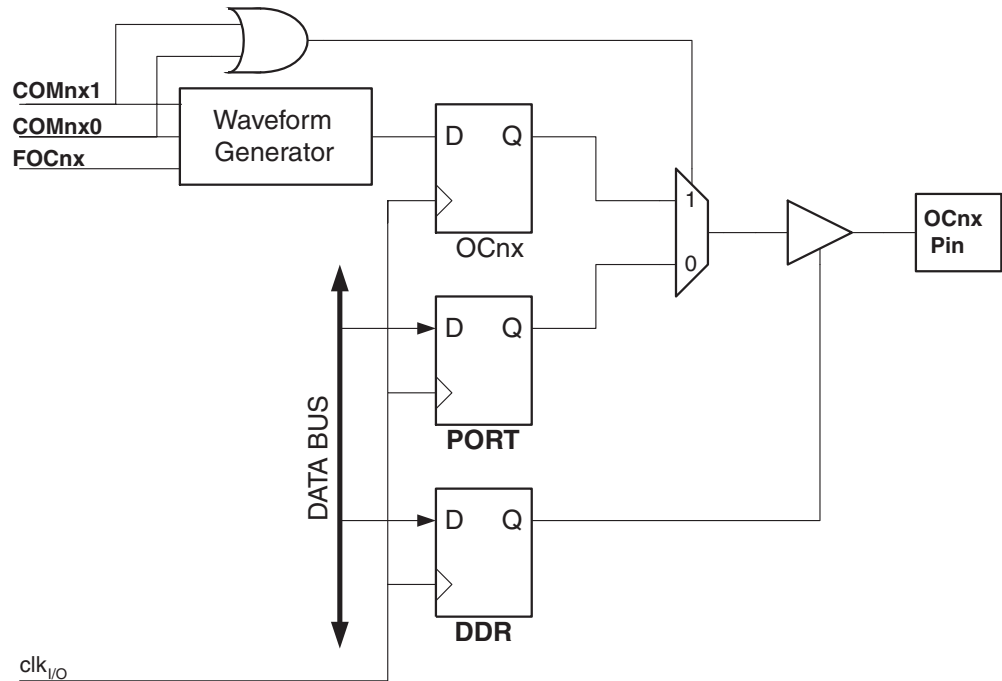 COMnx1
COMnx0
FOCnx
Waveform
Generator
D Q
OCnx
1
0
OCnx
Pin
D Q
PORT
DATA BUS
D Q
DDR
clkI/O